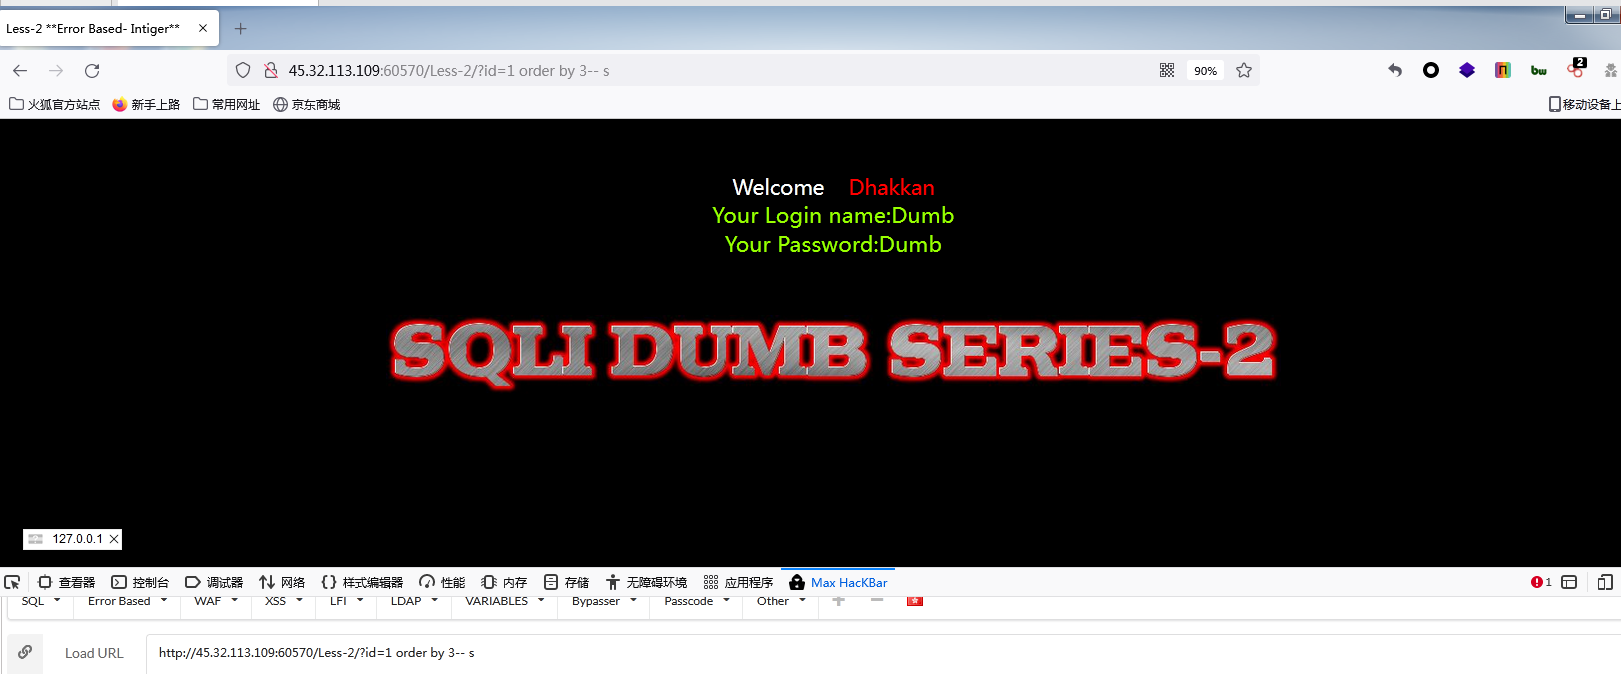 Less-2 **Error Based- Intiger**
45.32.113.109:60570/Less-2/?id=1 order by 3-- s
90%
bw
2
火狐官方站点 新手上路 常用网址 京东商城 移动设备上
Welcome Dhakkan
Your Login name:Dumb
Your Password:Dumb
SQLI DUMB SERIES-2
127.0.0.1
查看器 控制台 调试器 网络 {} 样式编辑器 性能 内存 存储 无障碍环境 应用程序 Max HacKBar 1
SQL Error Based WAF XSS LFI LDAP VARIABLES Bypasser Passcode Other
Load URL http://45.32.113.109:60570/Less-2/?id=1 order by 3-- s